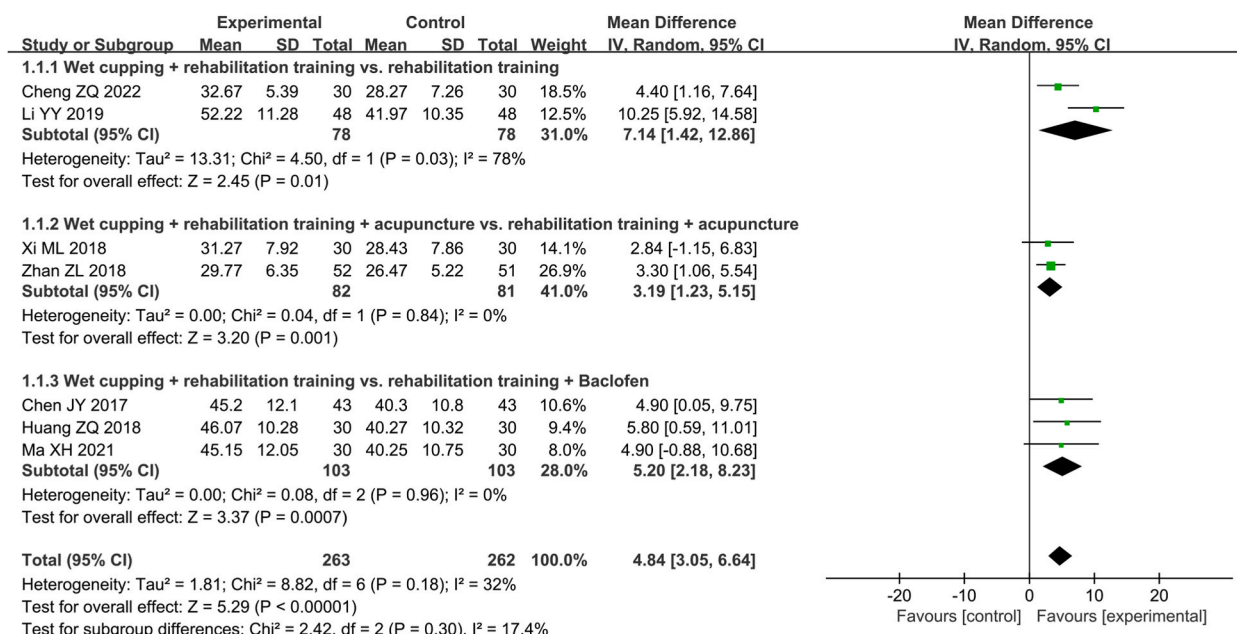 Experimental Control Mean Difference Mean Difference
Study or Subgroup Mean SD Total Mean SD Total Weight IV, Random, 95% CI IV, Random, 95% CI
1.1.1 Wet cupping + rehabilitation training vs. rehabilitation training
Cheng ZQ 2022 32.67 5.39 30 28.27 7.26 30 18.5% 4.40 [1.16, 7.64]
Li YY 2019 52.22 11.28 48 41.97 10.35 48 12.5% 10.25 [5.92, 14.58]
Subtotal (95% CI) 78 78 31.0% 7.14 [1.42, 12.86]
Heterogeneity: Tau² = 13.31; Chi² = 4.50, df = 1 (P = 0.03); I² = 78%
Test for overall effect: Z = 2.45 (P = 0.01)
1.1.2 Wet cupping + rehabilitation training + acupuncture vs. rehabilitation training + acupuncture
Xi ML 2018 31.27 7.92 30 28.43 7.86 30 14.1% 2.84 [-1.15, 6.83]
Zhan ZL 2018 29.77 6.35 52 26.47 5.22 51 26.9% 3.30 [1.06, 5.54]
Subtotal (95% CI) 82 81 41.0% 3.19 [1.23, 5.15]
Heterogeneity: Tau² = 0.00; Chi² = 0.04, df = 1 (P = 0.84); I² = 0%
Test for overall effect: Z = 3.20 (P = 0.001)
1.1.3 Wet cupping + rehabilitation training vs. rehabilitation training + Baclofen
Chen JY 2017 45.2 12.1 43 40.3 10.8 43 10.6% 4.90 [0.05, 9.75]
Huang ZQ 2018 46.07 10.28 30 40.27 10.32 30 9.4% 5.80 [0.59, 11.01]
Ma XH 2021 45.15 12.05 30 40.25 10.75 30 8.0% 4.90 [-0.88, 10.68]
Subtotal (95% CI) 103 103 28.0% 5.20 [2.18, 8.23]
Heterogeneity: Tau² = 0.00; Chi² = 0.08, df = 2 (P = 0.96); I² = 0%
Test for overall effect: Z = 3.37 (P = 0.0007)
Total (95% CI) 263 262 100.0% 4.84 [3.05, 6.64]
Heterogeneity: Tau² = 1.81; Chi² = 8.82, df = 6 (P = 0.18); I² = 32%
Test for overall effect: Z = 5.29 (P < 0.00001)
Test for subgroup differences: Chi² = 2.42, df = 2 (P = 0.30), I² = 17.4%
-20 -10 0 10 20
Favours [control] Favours [experimental]